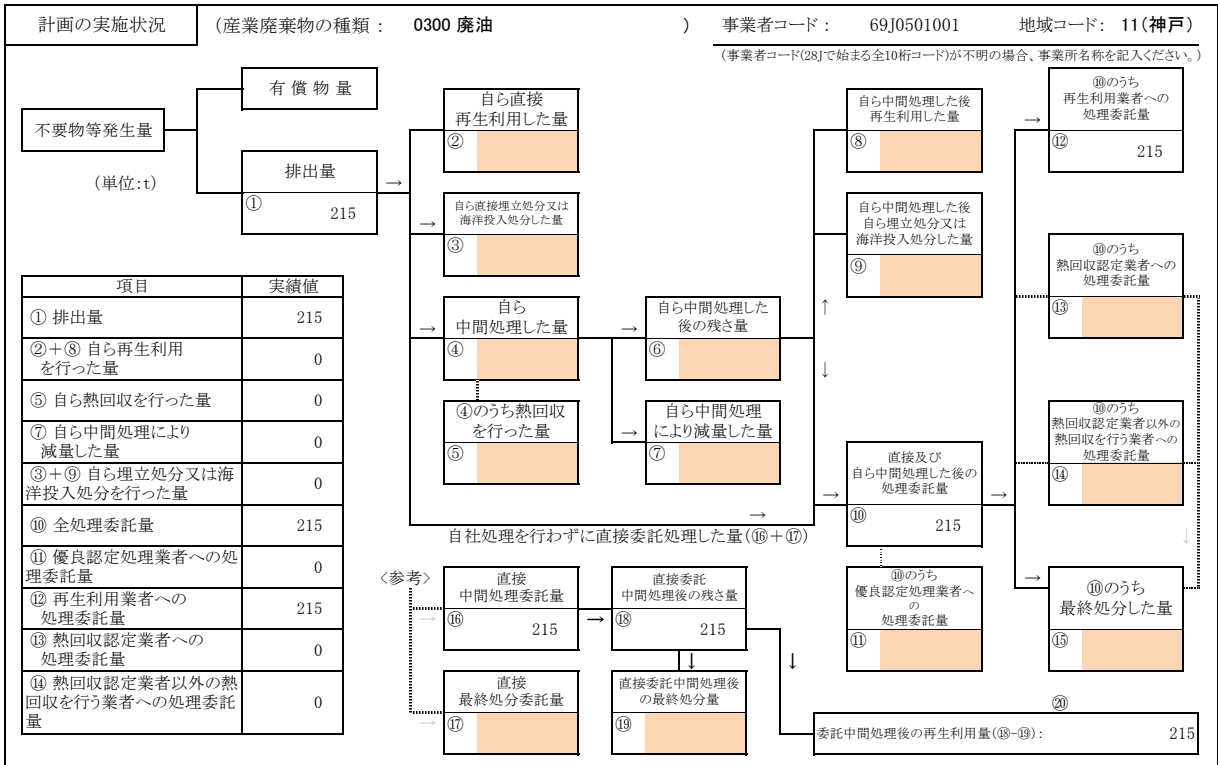 計画の実施状況 (産業廃棄物の種類： 0300 廃油 ) 事業者コード： 69J0501001 地域コード： 11(神戸)
(事業者コード(28Jで始まる全10桁コード)が不明の場合、事業所名称を記入ください。)
不要物等発生量
(単位:t)
有償物量
排出量
① 215
→
自ら直接
再生利用した量
②
→
自ら直接埋立処分又は
海洋投入処分した量
③
→
自ら
中間処理した量
④
④のうち熱回収
を行った量
⑤
→
自ら中間処理した
後の残さ量
⑥
→
自ら中間処理
により減量した量
⑦
自ら中間処理した後
再生利用した量
⑧
自ら中間処理した後
自ら埋立処分又は
海洋投入処分した量
⑨
↑
↓
→
直接及び
自ら中間処理した後の
処理委託量
⑩ 215
→
⑩のうち
優良認定処理業者へ
の
処理委託量
⑪
→
⑩のうち
再生利用業者への
処理委託量
⑫ 215
⑩のうち
熱回収認定業者への
処理委託量
⑬
⑩のうち
熱回収認定業者以外の
熱回収を行う業者への
処理委託量
⑭
↓
→
⑩のうち
最終処分した量
⑮
→
自社処理を行わずに直接委託処理した量(⑯+⑰)
〈参考〉
→
直接
中間処理委託量
⑯ 215
→
直接委託
中間処理後の残さ量
⑱ 215
↓
↓
→
直接
最終処分委託量
⑰
直接委託中間処理後
の最終処分量
⑲
⑳
委託中間処理後の再生利用量(⑱-⑲)： 215
項目 実績値
① 排出量 215
②+⑧ 自ら再生利用
を行った量 0
⑤ 自ら熱回収を行った量 0
⑦ 自ら中間処理により
減量した量 0
③+⑨ 自ら埋立処分又は海
洋投入処分を行った量 0
⑩ 全処理委託量 215
⑪ 優良認定処理業者への処
理委託量 0
⑫ 再生利用業者への
処理委託量 215
⑬ 熱回収認定業者への
処理委託量 0
⑭ 熱回収認定業者以外の熱
回収を行う業者への処理委託
量 0